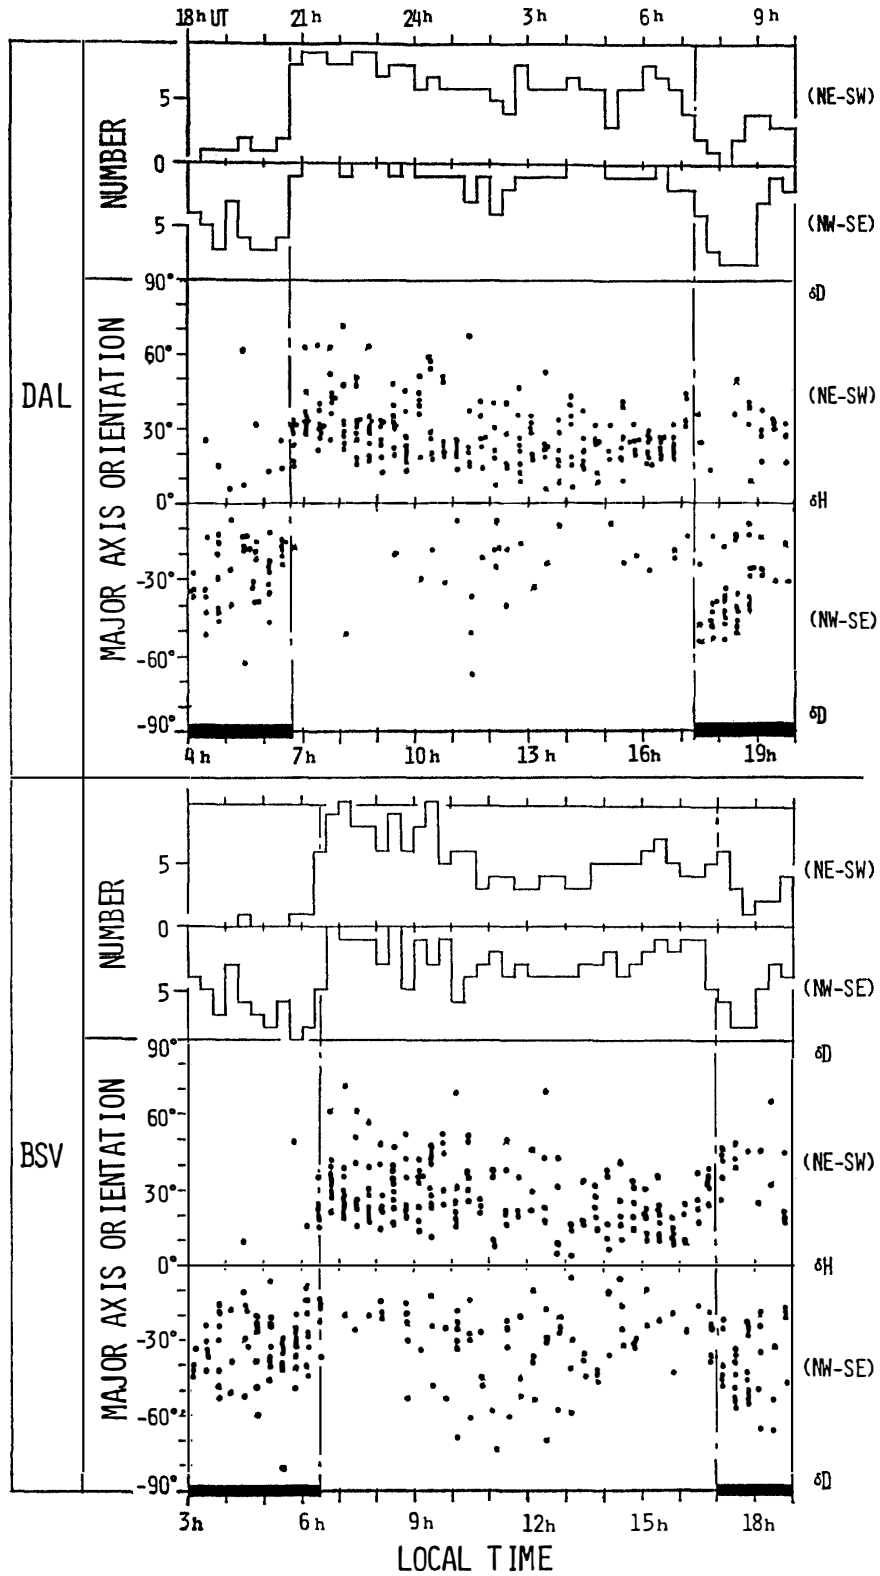 18h UT 21h 24h 3h 6h 9h
5
0
5
NUMBER
(NE-SW)
(NW-SE)
DAL
90°
60°
30°
0°
-30°
-60°
-90°
MAJOR AXIS ORIENTATION
δD
(NE-SW)
δH
(NW-SE)
δD
4h 7h 10h 13h 16h 19h
5
0
5
NUMBER
(NE-SW)
(NW-SE)
BSV
90°
60°
30°
0°
-30°
-60°
-90°
MAJOR AXIS ORIENTATION
δD
(NE-SW)
δH
(NW-SE)
δD
3h 6h 9h 12h 15h 18h
LOCAL TIME